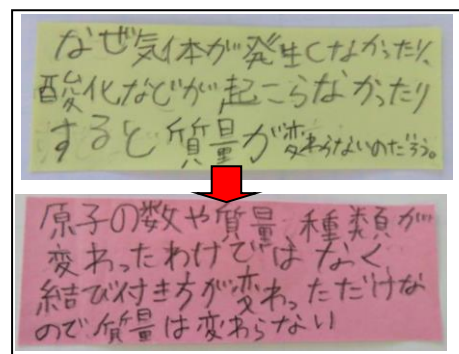 なぜ気体が発生しなかったり、
酸化などが起こらなかったり
すると質量が変わらないのだろう。
原子の数や質量、種類が
変わったわけではなく
結び付き方が変わっただけな
ので質量は変わらない